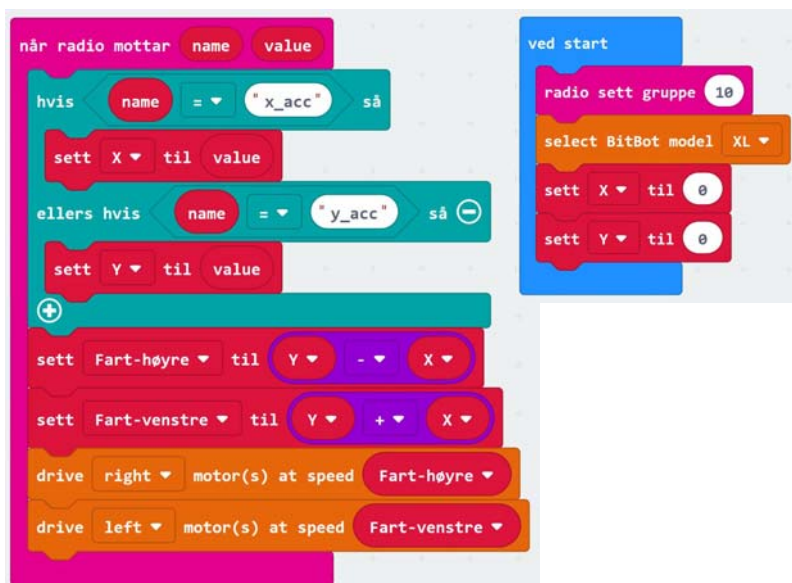 når radio mottar name value
hvis name = "x_acc" så
sett X til value
ellers hvis name = "y_acc" så
sett Y til value
sett Fart-høyre til Y - X
sett Fart-venstre til Y + X
drive right motor(s) at speed Fart-høyre
drive left motor(s) at speed Fart-venstre
ved start
radio sett gruppe 10
select BitBot model XL
sett X til 0
sett Y til 0